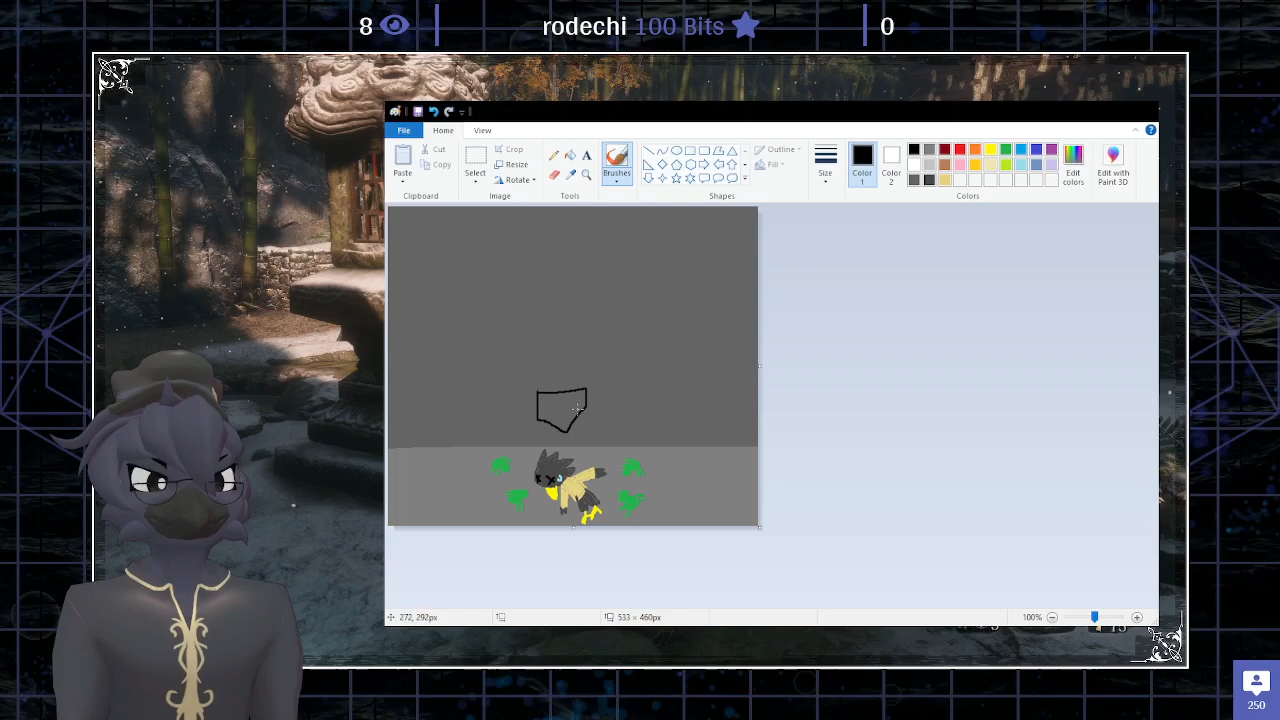 8
rodechi 100 Bits
0
File
Home
View
Paste
Cut
Copy
Clipboard
Select
Crop
Resize
Rotate
Image
A
Tools
Brushes
Outline
Fill
Shapes
Size
Color 1
Color 2
Edit colors
Edit with Paint 3D
Colors
272, 292px
533 × 460px
100%
250